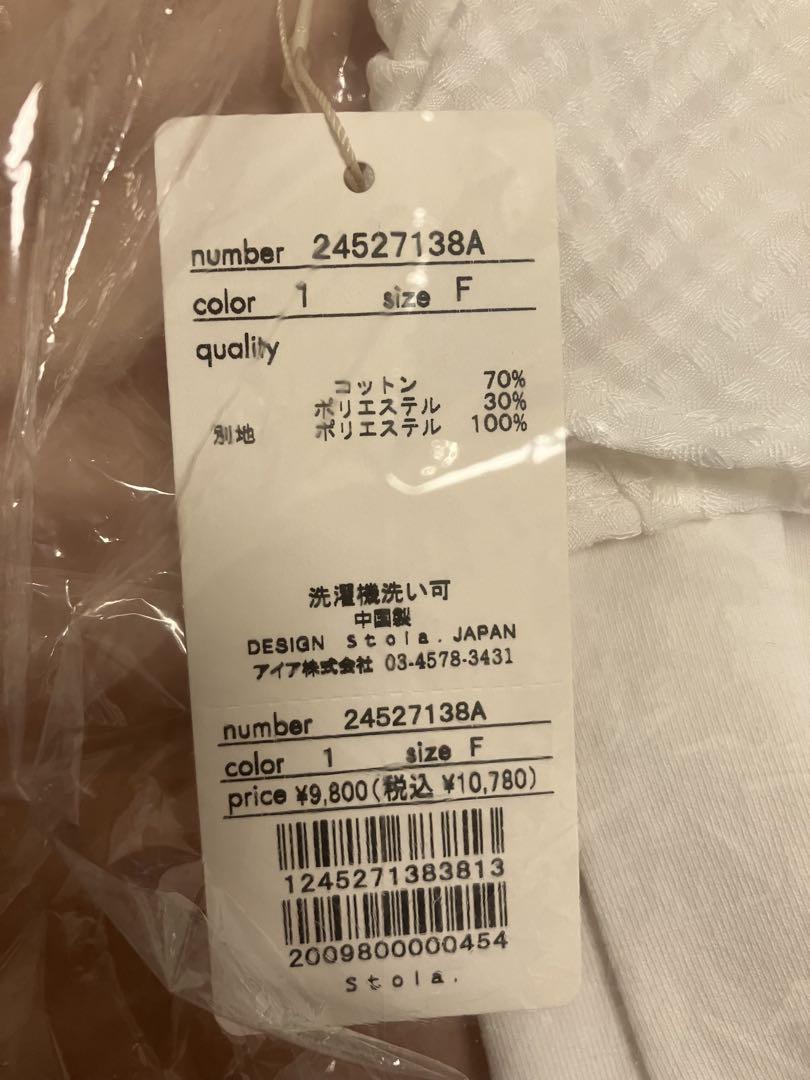 number 24527138A
color 1 size F
quality
コットン 70%
ポリエステル 30%
別地 ポリエステル 100%
洗濯機洗い可
中国製
DESIGN Stola. JAPAN
アイア株式会社 03-4578-3431
number 24527138A
color 1 size F
price ¥9,800(税込 ¥10,780)
1245271383813
2009800000454
Stola.